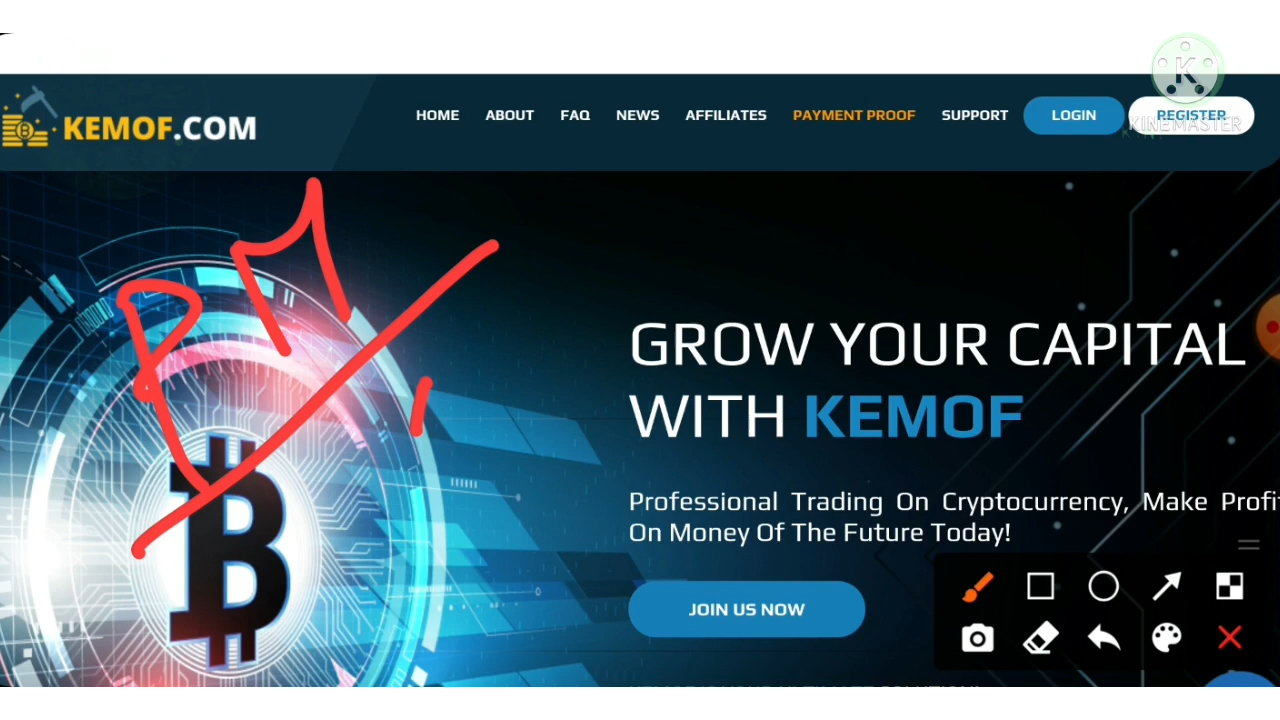 KEMOF.COM
HOME ABOUT FAQ NEWS AFFILIATES PAYMENT PROOF SUPPORT LOGIN REGISTER
K
KINEMASTER
GROW YOUR CAPITAL
WITH KEMOF
Professional Trading On Cryptocurrency, Make Profit
On Money Of The Future Today!
JOIN US NOW